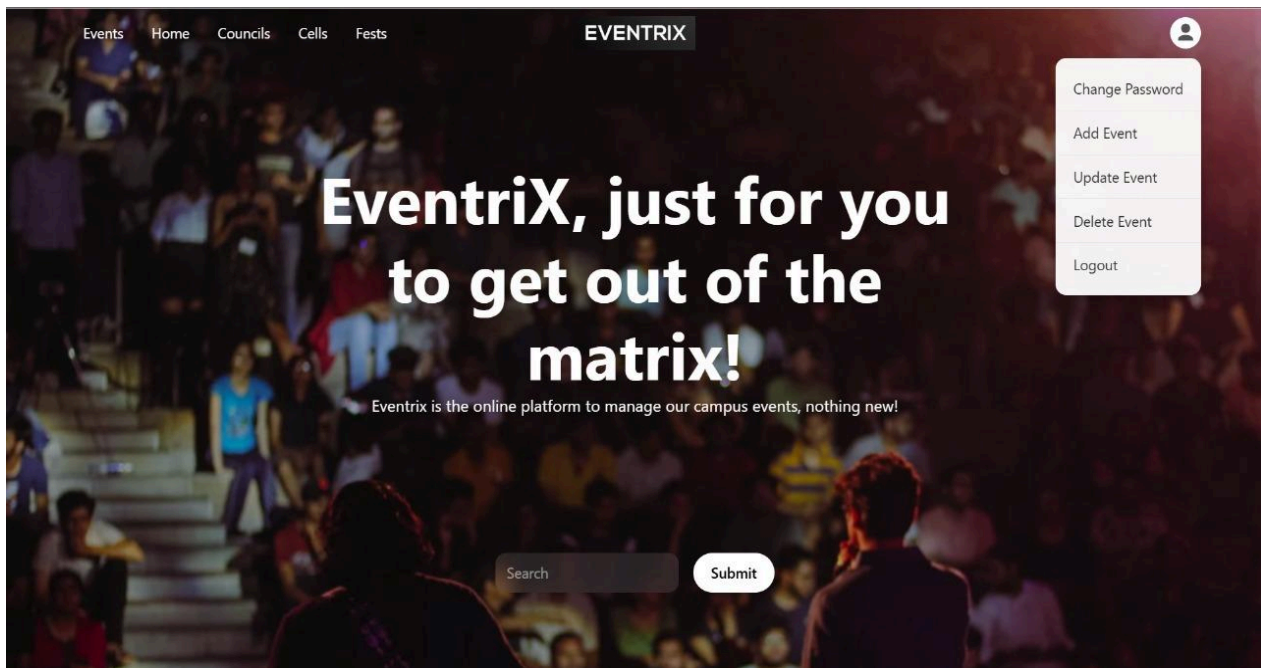 Events Home Councils Cells Fests EVENTRIX
Change Password
Add Event
Update Event
Delete Event
Logout
EventriX, just for you
to get out of the
matrix!
Eventrix is the online platform to manage our campus events, nothing new!
Search Submit